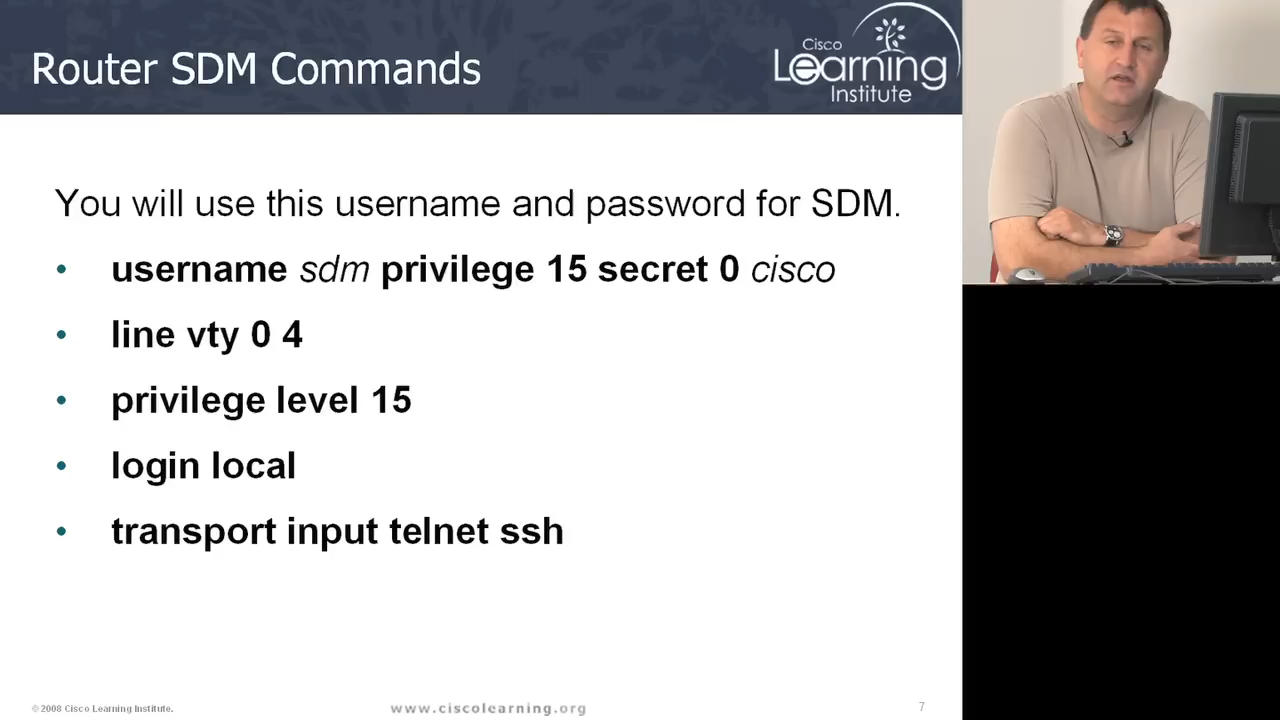 Router SDM Commands
Cisco
Learning
Institute
You will use this username and password for SDM.
• username sdm privilege 15 secret 0 cisco
• line vty 0 4
• privilege level 15
• login local
• transport input telnet ssh
© 2008 Cisco Learning Institute.
www.ciscolearning.org
7